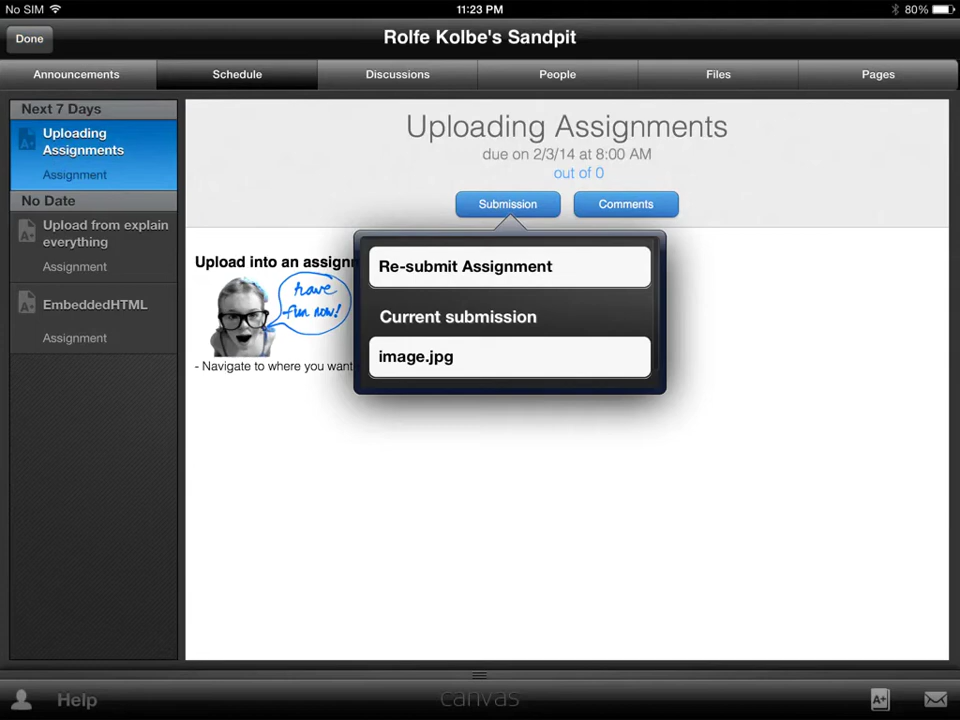 No SIM
11:23 PM
80%
Done
Rolfe Kolbe's Sandpit
Announcements
Schedule
Discussions
People
Files
Pages
Next 7 Days
Uploading
Assignments
Assignment
No Date
Upload from explain
everything
Assignment
EmbeddedHTML
Assignment
Uploading Assignments
due on 2/3/14 at 8:00 AM
out of 0
Submission
Comments
Upload into an assignm
have
fun now!
- Navigate to where you want
Re-submit Assignment
Current submission
image.jpg
Help
canvas
A+